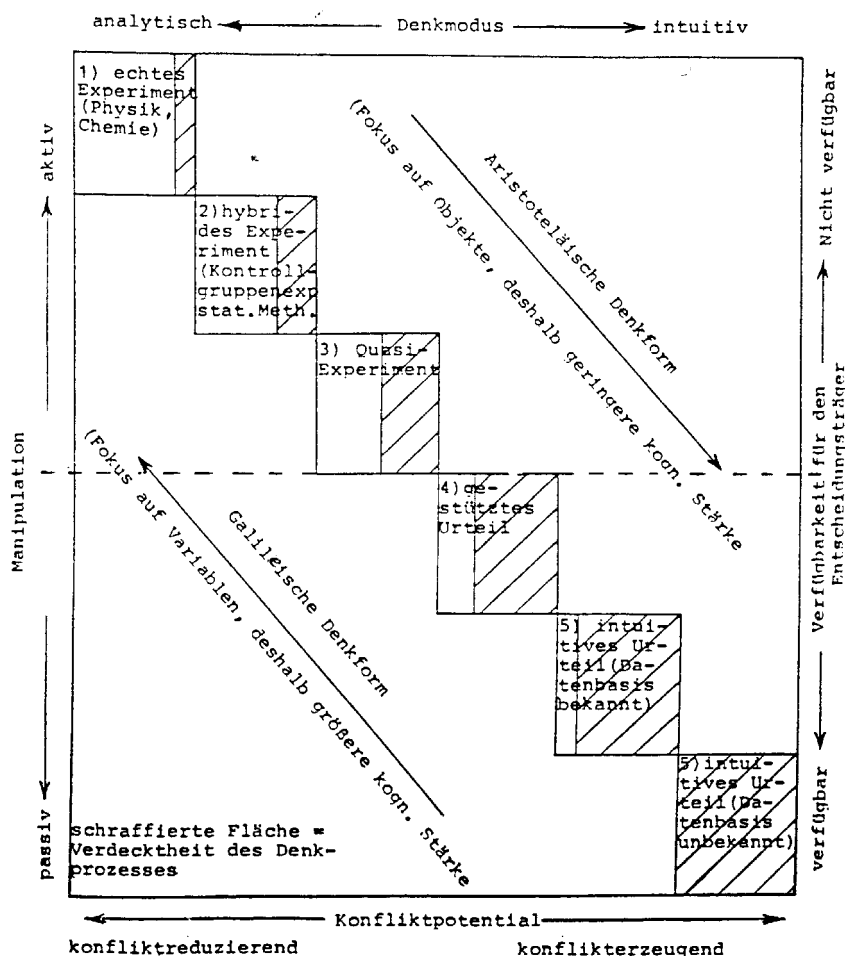 analytisch Denkmodus intuitiv
1) echtes
Experiment
(Physik,
Chemie)
2)hybri-
des Expe-
riment
(Kontroll-
gruppenexp
stat.Meth.
3) Quasi-
Experiment
4)ge-
stütztes
Urteil
5) intui-
tives Ur-
teil(Da-
tenbasis
bekannt)
5)intui-
tives Ur-
teil(Da-
tenbasis
unbekannt)
Aristoteläische Denkform
(Fokus auf Objekte, deshalb geringere kogn. Stärke
Galileische Denkform
(Fokus auf Variablen, deshalb größere kogn. Stärke
schraffierte Fläche =
Verdecktheit des Denk-
prozesses
aktiv
Manipulation
passiv
Nicht verfügbar
Verfügbarkeit für den
Entscheidungsträger
verfügbar
Konfliktpotential
konfliktreduzierend konflikterzeugend